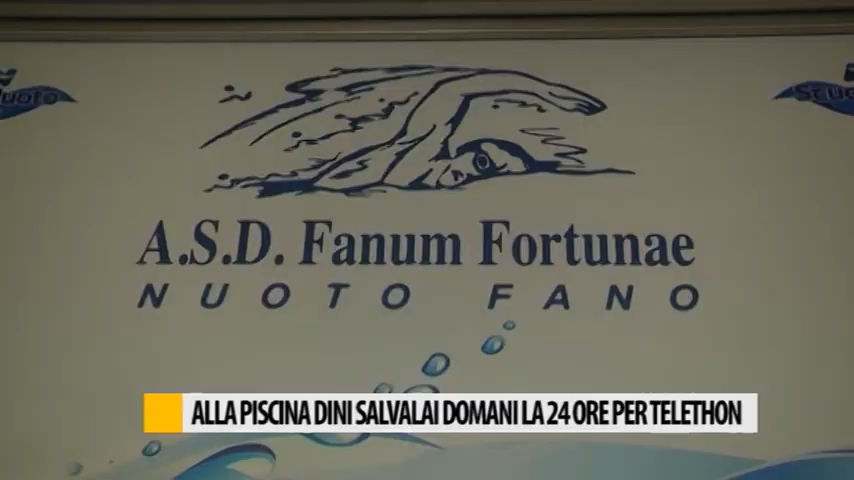 A.S.D. Fanum Fortunae
NUOTO FANO
ALLA PISCINA DINI SALVALAI DOMANI LA 24 ORE PER TELETHON